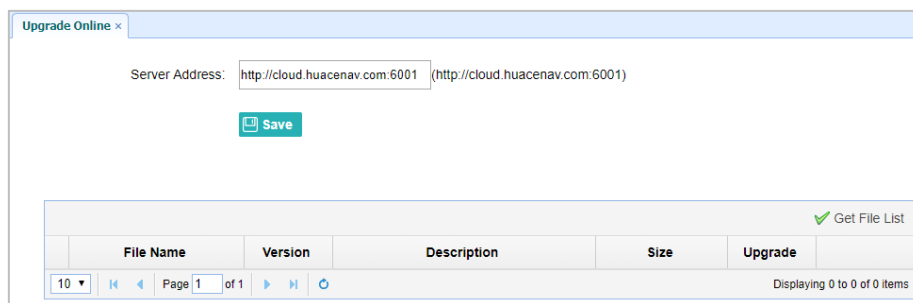 Upgrade Online ×
Server Address: http://cloud.huacenav.com:6001 (http://cloud.huacenav.com:6001)
Save
Get File List
File Name Version Description Size Upgrade
10 Page 1 of 1 Displaying 0 to 0 of 0 items